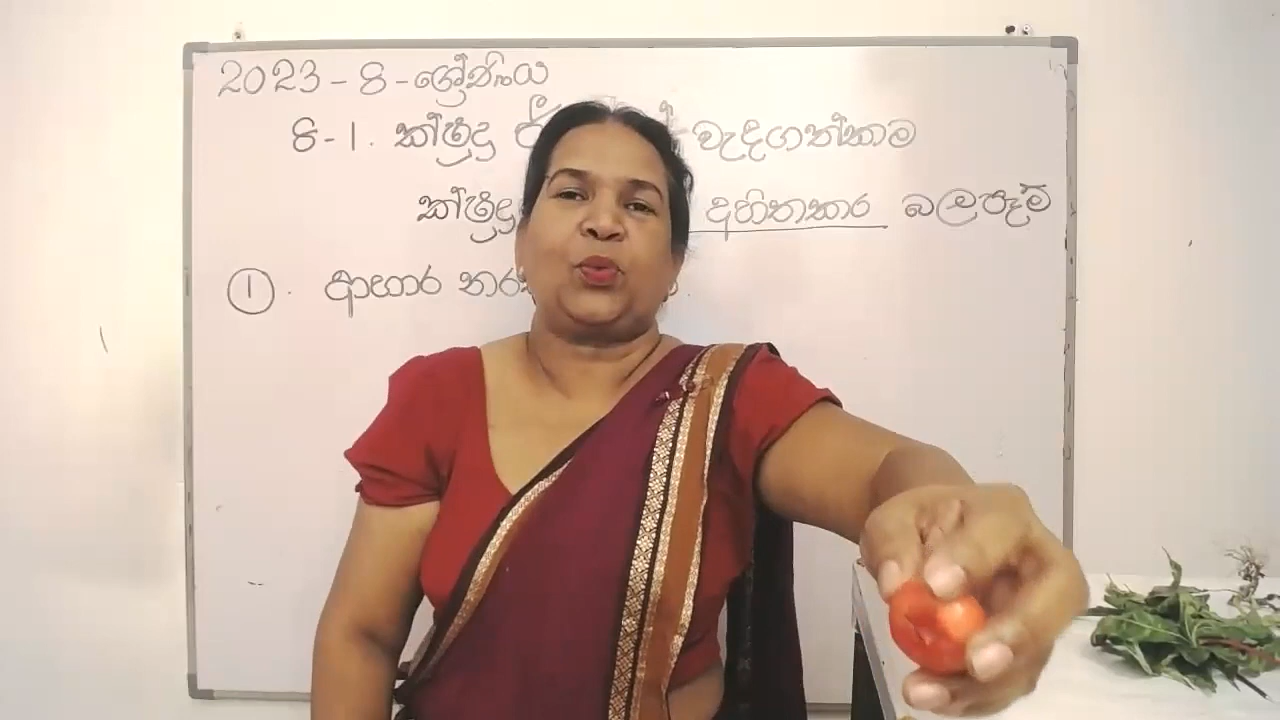 2023 - 8 - ශ්‍රේණිය
8-1. ක්ෂුද්‍ර වැදගත්කම
අහිතකර බලපෑම්
① . ආහාර